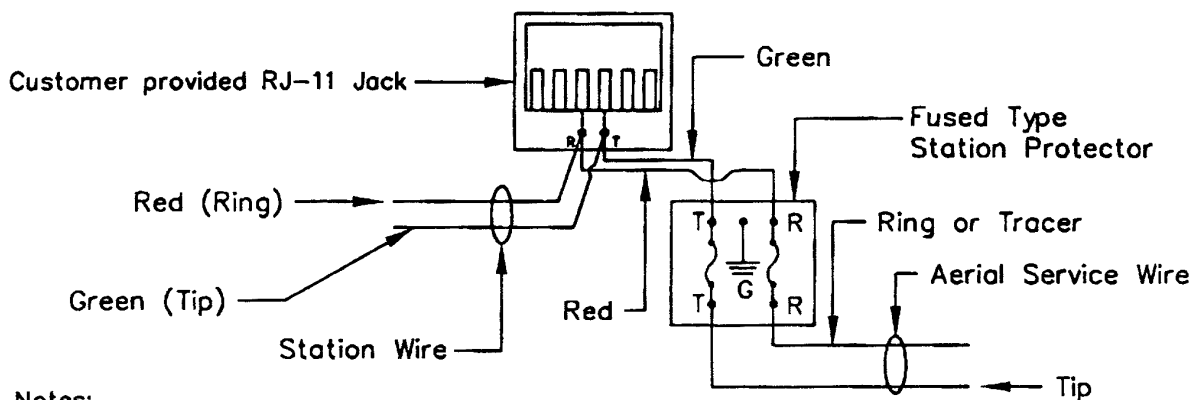 Green
Customer provided RJ-11 Jack
R T
Fused Type
Station Protector
Red (Ring)
T R
Ring or Tracer
G
Aerial Service Wire
Green (Tip)
Red
T R
Station Wire
Tip
Notes: